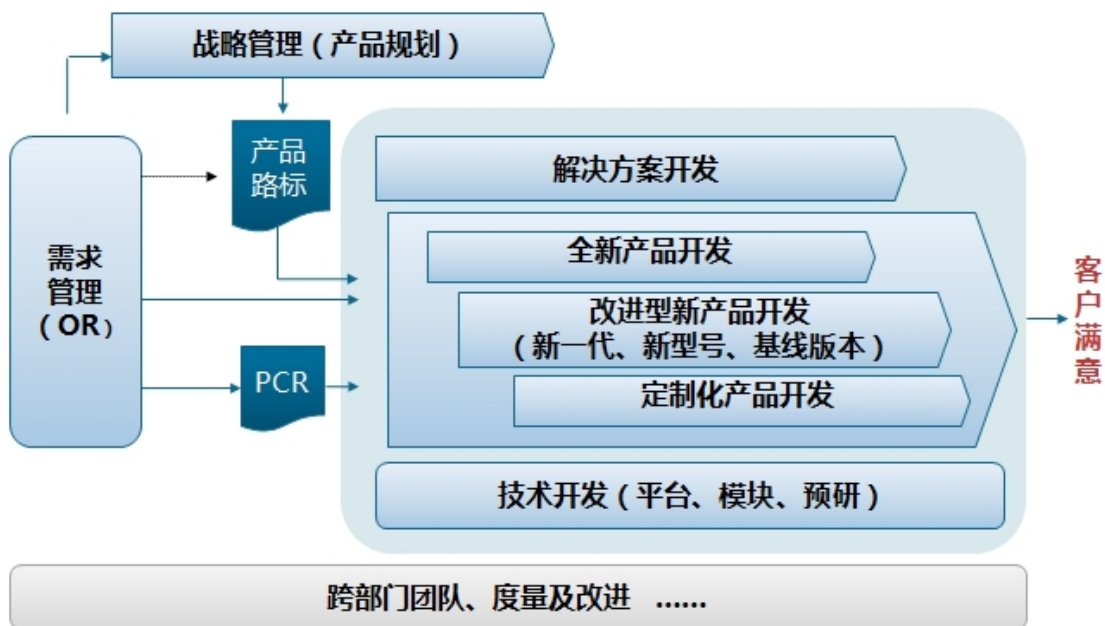 战略管理（产品规划）
产品
路标
需求
管理
（OR）
PCR
解决方案开发
全新产品开发
改进型新产品开发
（新一代、新型号、基线版本）
定制化产品开发
技术开发（平台、模块、预研）
客
户
满
意
跨部门团队、度量及改进 ……